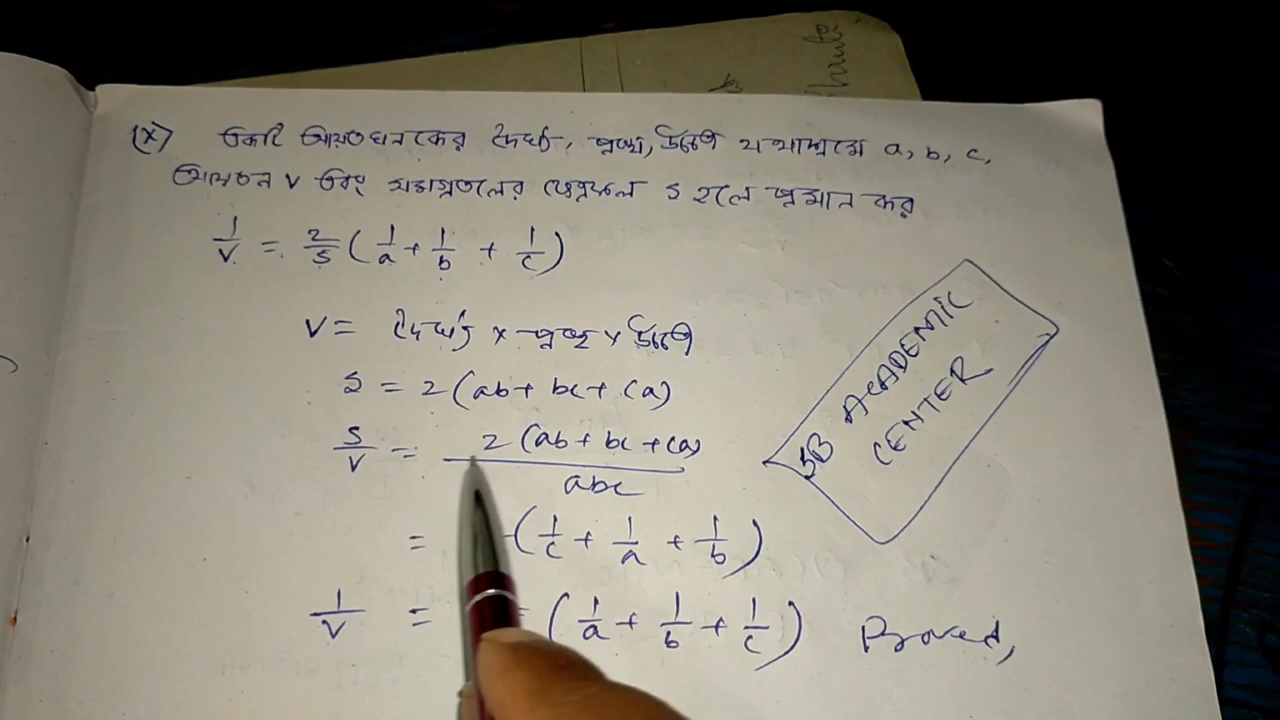 (x) একটি আয়তঘনকের দৈর্ঘ্য, প্রস্থ, উচ্চতা যথাক্রমে a, b, c,
আয়তন V এবং সমগ্রতলের ক্ষেত্রফল S হলে প্রমান কর
1/V = 2/S (1/a + 1/b + 1/c)
V = দৈর্ঘ্য × প্রস্থ × উচ্চতা
S = 2(ab + bc + ca)
S/V = 2(ab + bc + ca)/abc
= (1/c + 1/a + 1/b)
1/V = (1/a + 1/b + 1/c) Proved,
SB ACADEMIC
CENTER